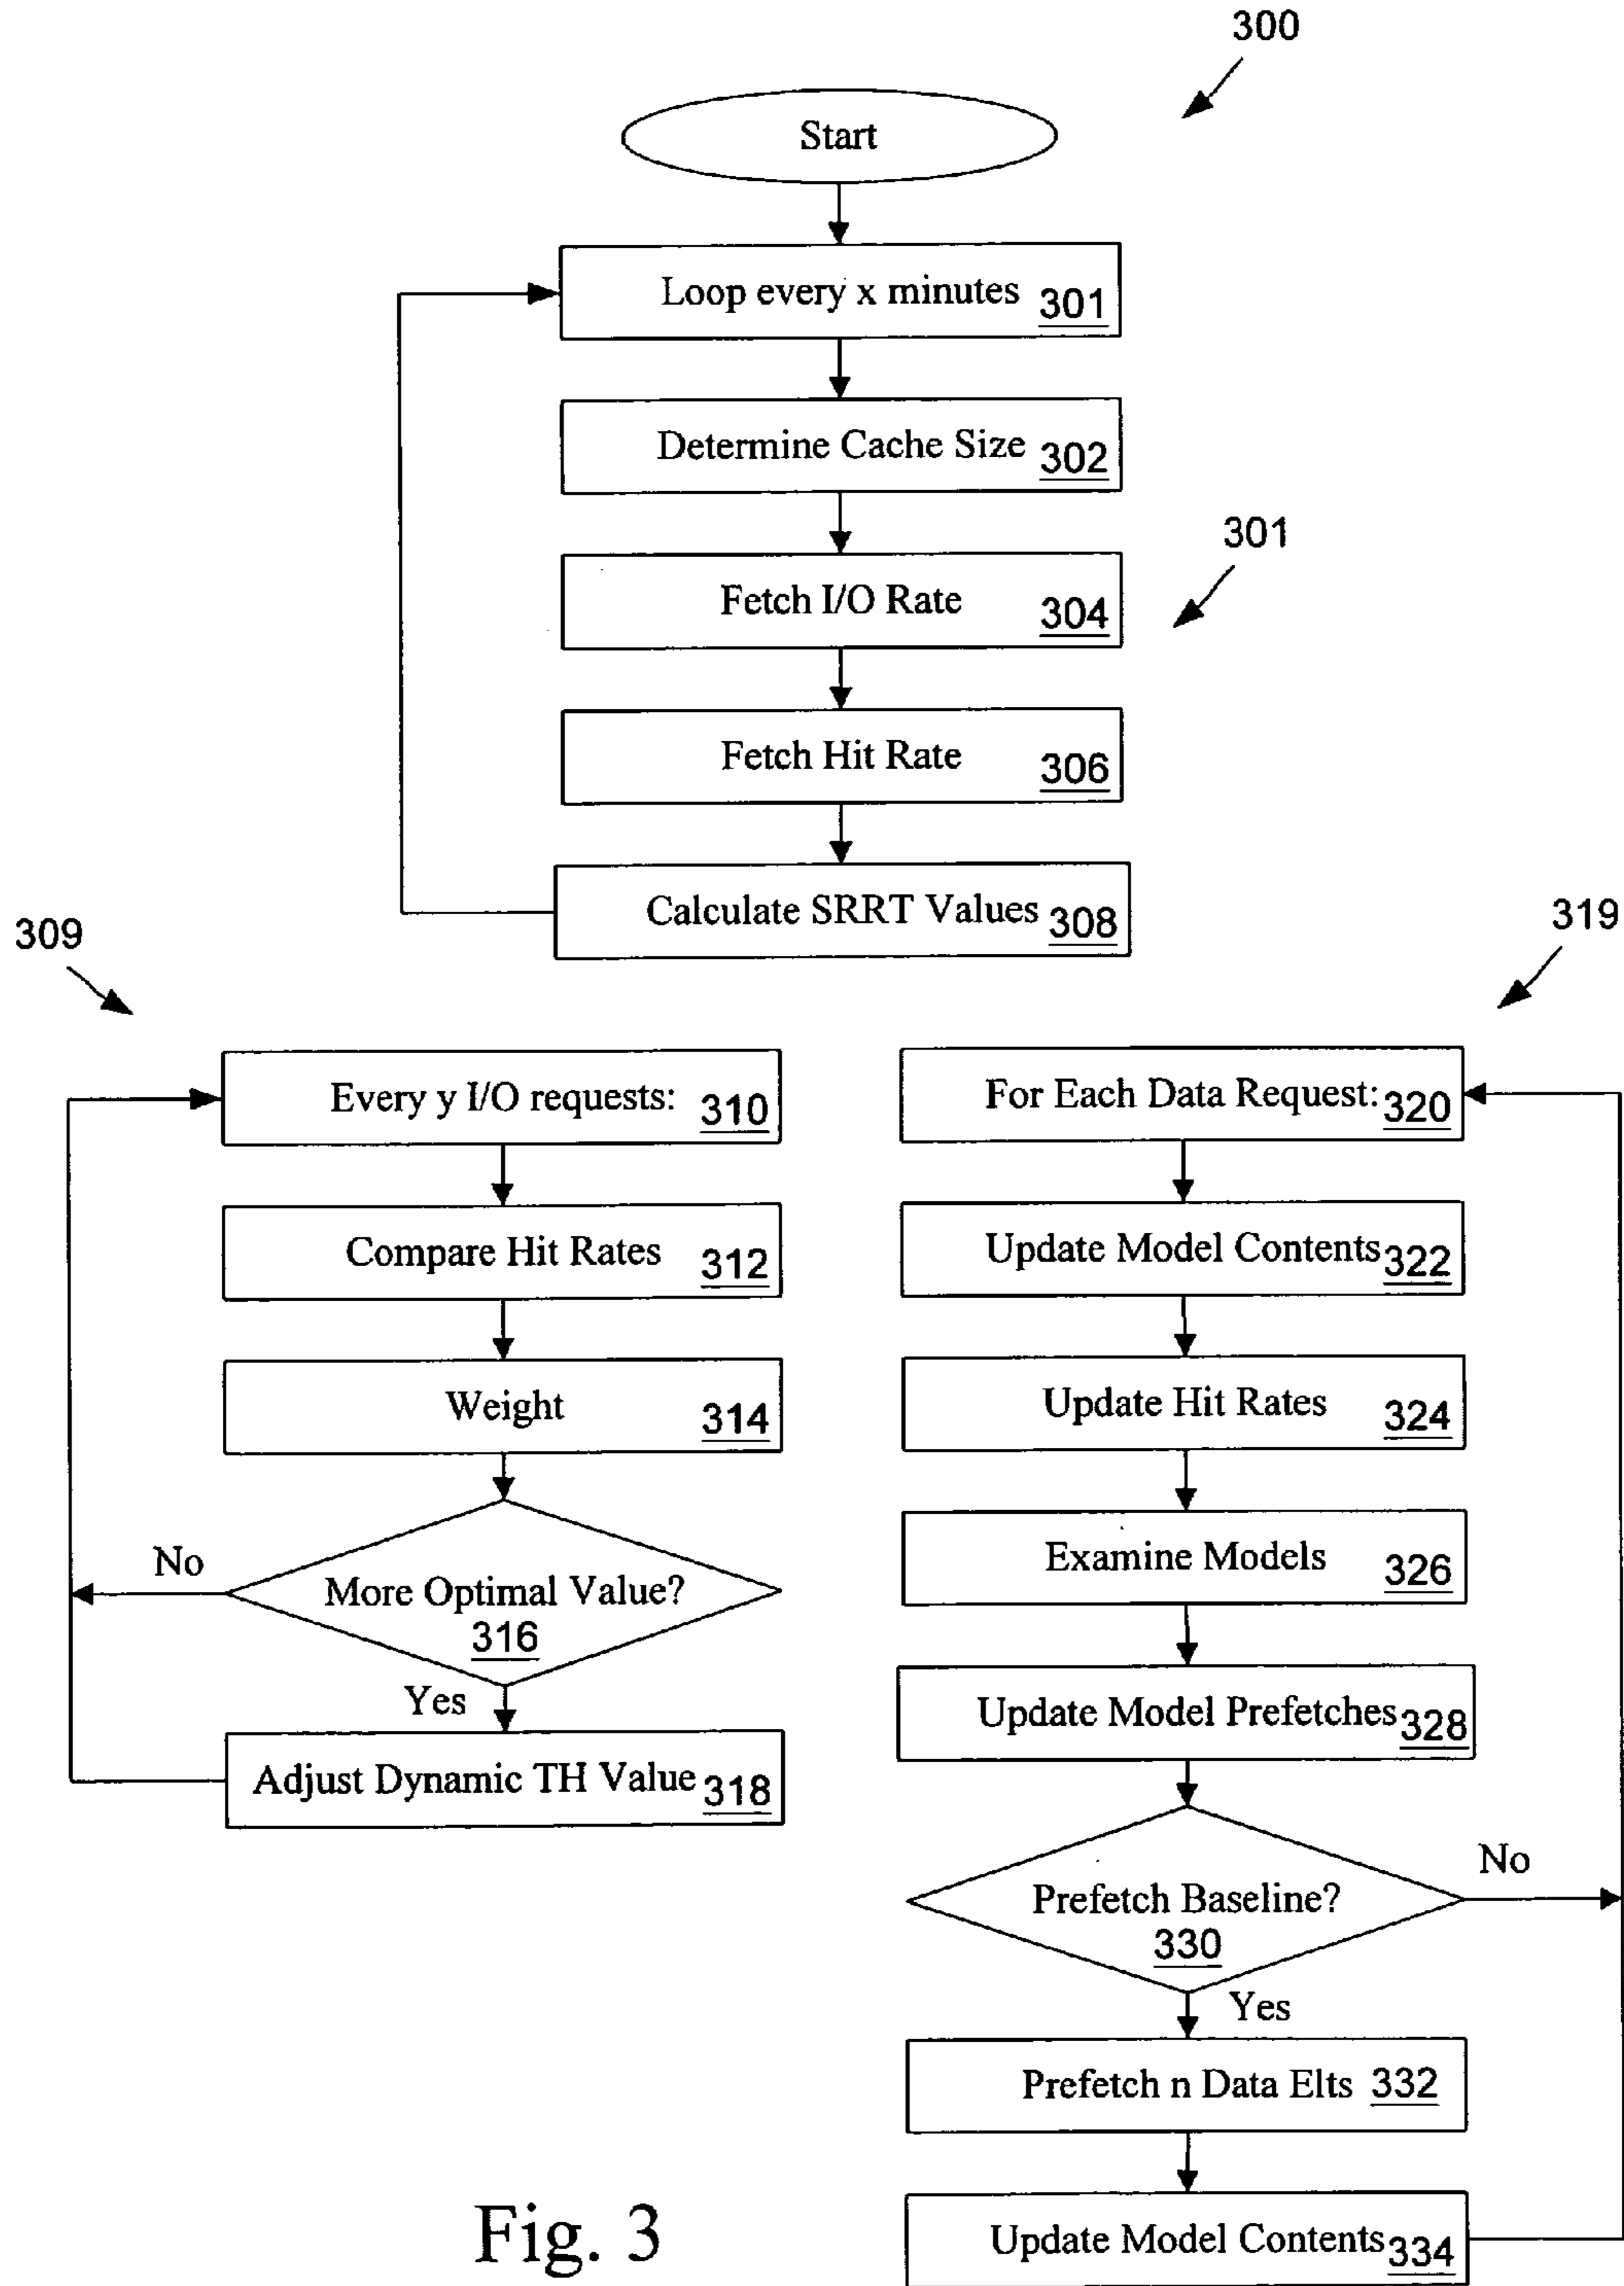 300
Start
Loop every x minutes 301
Determine Cache Size 302
301
Fetch I/O Rate 304
Fetch Hit Rate 306
Calculate SRRT Values 308
309
319
Every y I/O requests: 310
Compare Hit Rates 312
Weight 314
No
More Optimal Value?
316
Yes
Adjust Dynamic TH Value 318
For Each Data Request: 320
Update Model Contents 322
Update Hit Rates 324
Examine Models 326
Update Model Prefetches 328
No
Prefetch Baseline?
330
Yes
Prefetch n Data Elts 332
Update Model Contents 334
Fig. 3